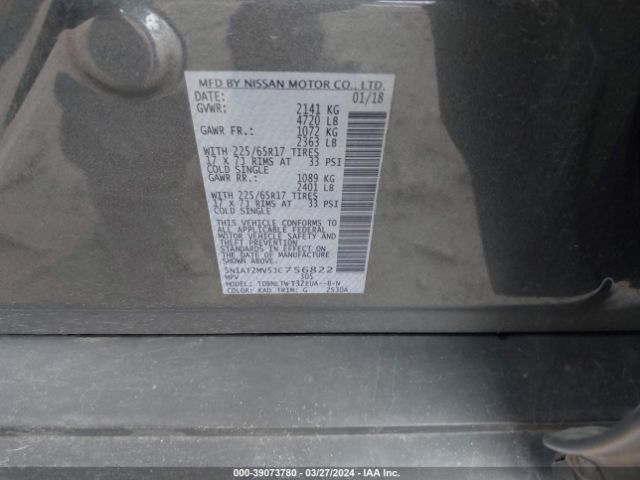 MFD BY NISSAN MOTOR CO., LTD.
DATE: 01/18
GVWR: 2141 KG
4720 LB
GAWR FR.: 1072 KG
2363 LB
WITH 225/65R17 TIRES
17 X 7J RIMS AT 33 PSI
COLD SINGLE
GAWR RR.: 1089 KG
2401 LB
WITH 225/65R17 TIRES
17 X 7J RIMS AT 33 PSI
COLD SINGLE
THIS VEHICLE CONFORMS TO
ALL APPLICABLE FEDERAL
MOTOR VEHICLE SAFETY AND
THEFT PREVENTION
STANDARDS IN EFFECT ON
THE DATE OF MANUFACTURE
SHOWN ABOVE.
5N1AT2MV5JC756822
MPV 305
MODEL:
COLOR: KAD TRIM: G 2530A
000-39073780 — 03/27/2024 — IAA Inc.